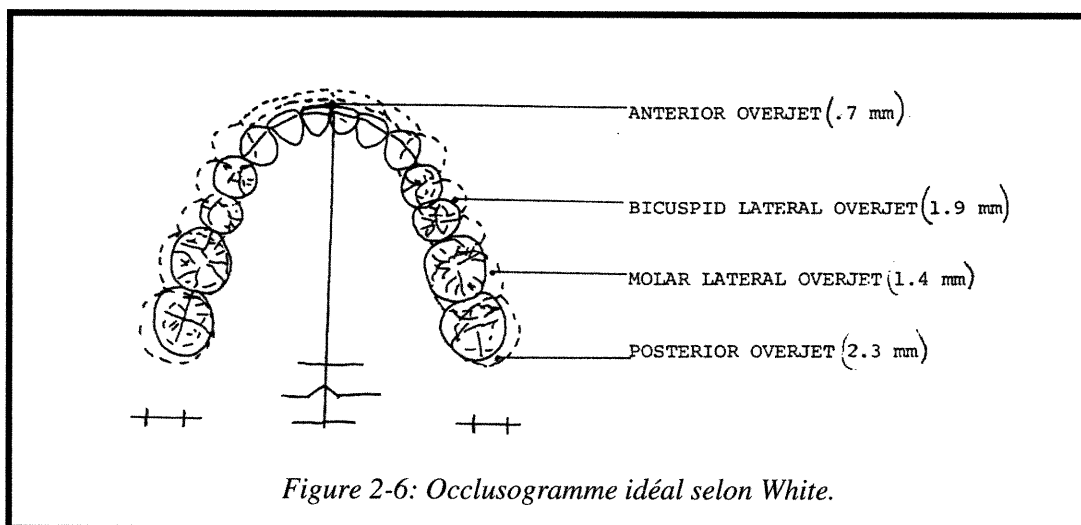 ANTERIOR OVERJET (.7 mm)
BICUSPID LATERAL OVERJET (1.9 mm)
MOLAR LATERAL OVERJET (1.4 mm)
POSTERIOR OVERJET (2.3 mm)
Figure 2-6: Occlusogramme idéal selon White.